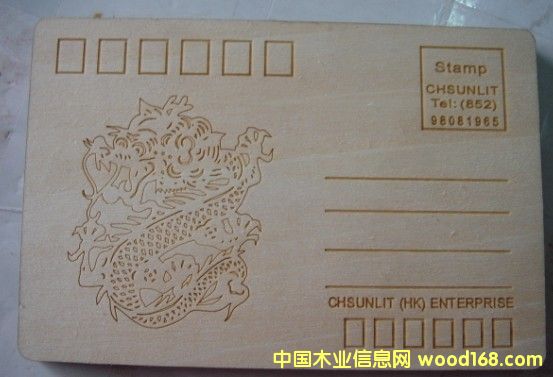 Stamp
CHSUNLIT
Tel: (852)
98081965
CHSUNLIT (HK) ENTERPRISE
中国木业信息网 wood168.com